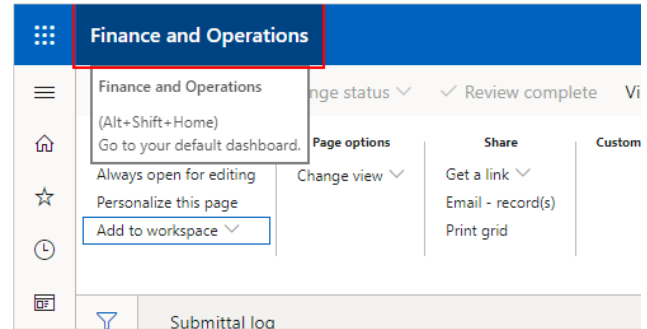 Finance and Operations
Finance and Operations
(Alt+Shift+Home)
Go to your default dashboard.
nge status
Review complete
Vi
Page options
Share
Custom
Always open for editing
Change view
Get a link
Personalize this page
Email - record(s)
Add to workspace
Print grid
Submittal log